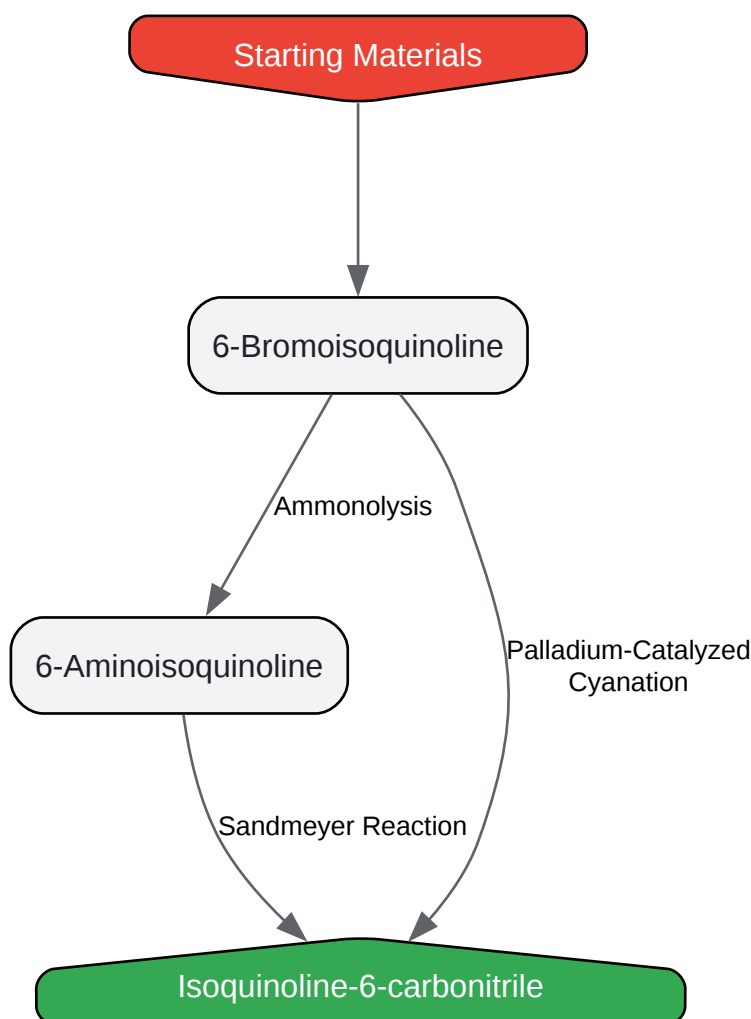 Starting Materials
6-Bromoisoquinoline
Ammonolysis
6-Aminoisoquinoline
Palladium-Catalyzed
Cyanation
Sandmeyer Reaction
Isoquinoline-6-carbonitrile